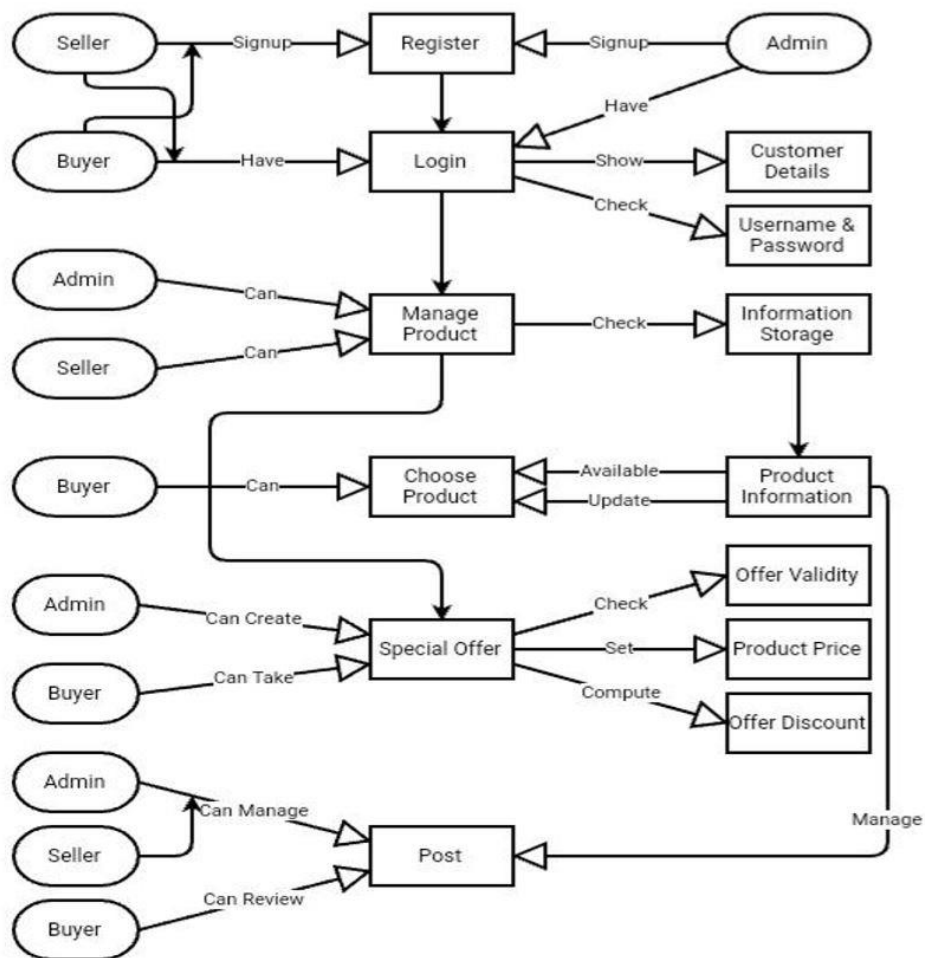 Seller
Signup
Register
Signup
Admin
Have
Buyer
Have
Login
Show
Customer
Details
Check
Username &
Password
Admin
Can
Manage
Product
Check
Information
Storage
Seller
Can
Buyer
Can
Choose
Product
Available
Update
Product
Information
Admin
Can Create
Check
Offer Validity
Special Offer
Set
Product Price
Buyer
Can Take
Compute
Offer Discount
Admin
Can Manage
Manage
Seller
Post
Buyer
Can Review